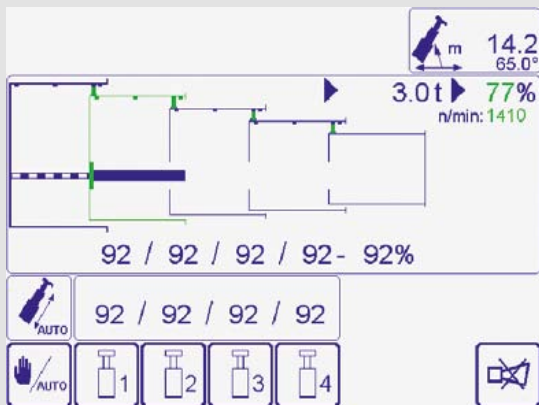 m 14.2
65.0°
3.0t 77%
n/min: 1410
92 / 92 / 92 / 92- 92%
AUTO 92 / 92 / 92 / 92
/AUTO 1 2 3 4